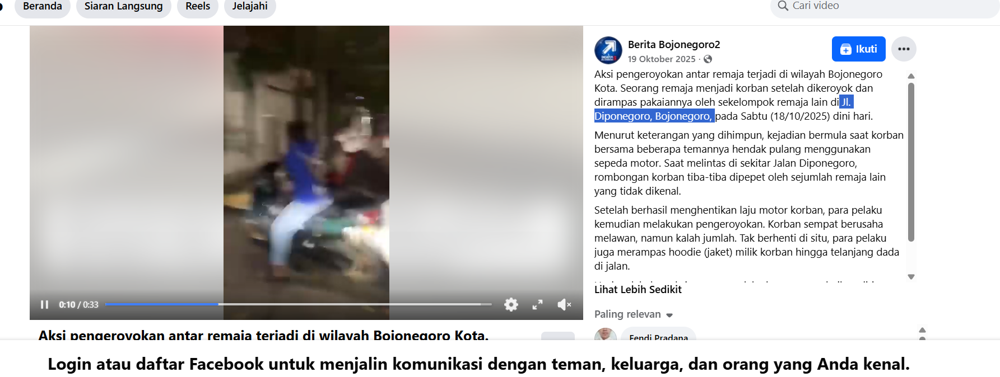 Beranda
Siaran Langsung
Reels
Jelajahi
Cari video
Berita Bojonegoro2
19 Oktober 2025 ·
Ikuti
Aksi pengeroyokan antar remaja terjadi di wilayah Bojonegoro
Kota. Seorang remaja menjadi korban setelah dikeroyok dan
dirampas pakaiannya oleh sekelompok remaja lain di Jl.
Diponegoro, Bojonegoro, pada Sabtu (18/10/2025) dini hari.
Menurut keterangan yang dihimpun, kejadian bermula saat korban
bersama beberapa temannya hendak pulang menggunakan
sepeda motor. Saat melintas di sekitar Jalan Diponegoro,
rombongan korban tiba-tiba dipepet oleh sejumlah remaja lain
yang tidak dikenal.
Setelah berhasil menghentikan laju motor korban, para pelaku
kemudian melakukan pengeroyokan. Korban sempat berusaha
melawan, namun kalah jumlah. Tak berhenti di situ, para pelaku
juga merampas hoodie (jaket) milik korban hingga telanjang dada
di jalan.
Lihat Lebih Sedikit
Paling relevan
Fendi Pradana
0:10 / 0:33
Aksi pengeroyokan antar remaja terjadi di wilayah Bojonegoro Kota.
Login atau daftar Facebook untuk menjalin komunikasi dengan teman, keluarga, dan orang yang Anda kenal.